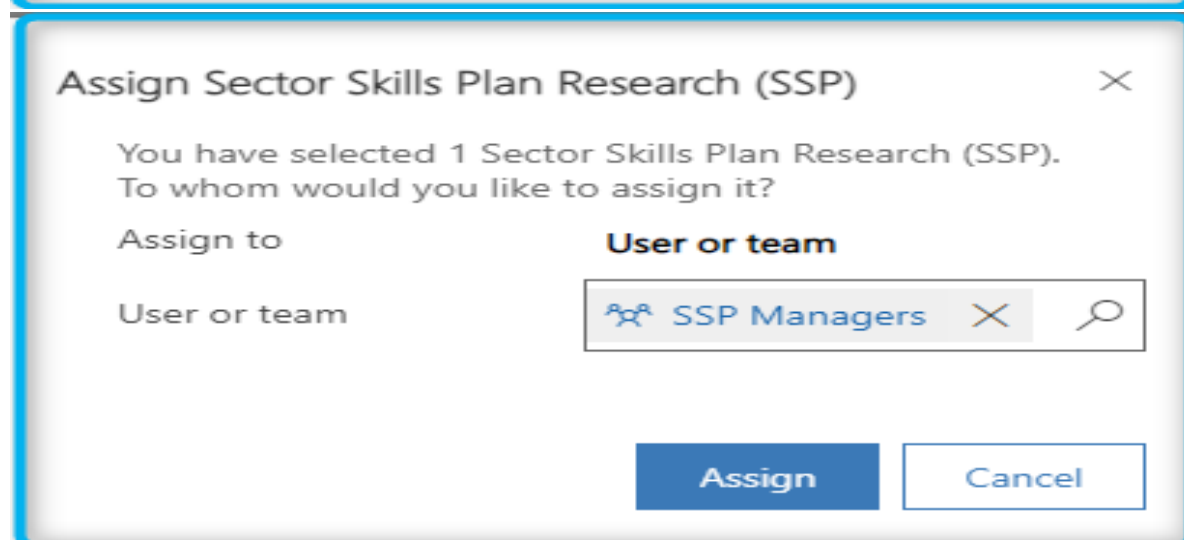 Assign Sector Skills Plan Research (SSP)
You have selected 1 Sector Skills Plan Research (SSP).
To whom would you like to assign it?
Assign to
User or team
User or team
SSP Managers
Assign
Cancel